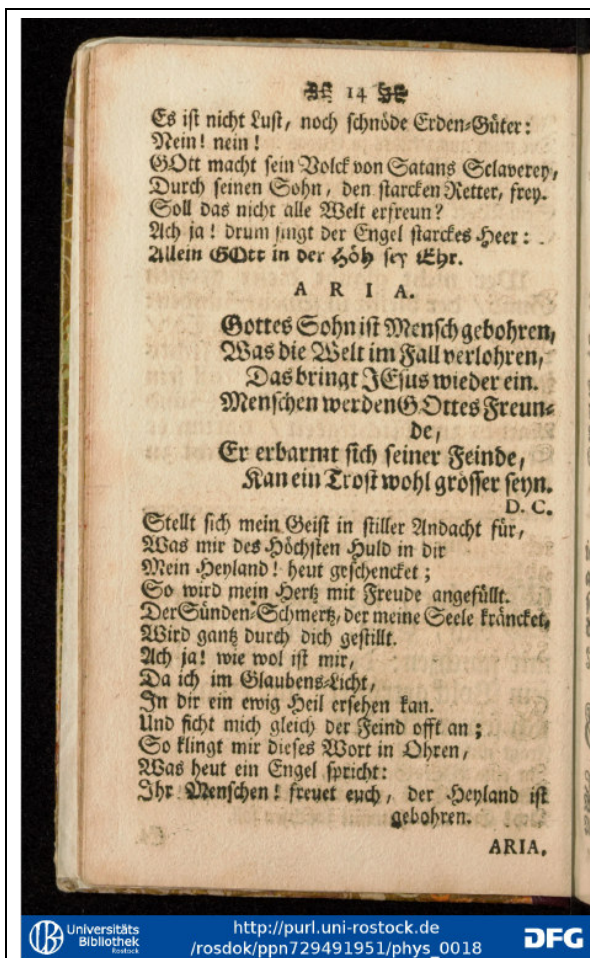 14
Es ist nicht Lust, noch schnöde Erden-Güter:
Nein! nein!
GOtt macht sein Volck von Satans Sclaverey,
Durch seinen Sohn, den starcken Retter, frey.
Soll das nicht alle Welt erfreun?
Ach ja! drum singt der Engel starckes Heer:
Allein GOtt in der Höh sey Ehr.
ARIA.
Gottes Sohn ist Mensch gebohren,
Was die Welt im Fall verlohren,
Das bringt JEsus wieder ein.
Menschen werden GOttes Freun-
de,
Er erbarmt sich seiner Feinde,
Kan ein Trost wohl grösser seyn.
D. C.
Stellt sich mein Geist in stiller Andacht für,
Was mir des Höchsten Huld in dir
Mein Heyland! heut geschencket;
So wird mein Hertz mit Freude angefüllt.
Der Sünden-Schmertz, der meine Seele kräncket,
Wird gantz durch dich gestillt.
Ach ja! wie wol ist mir,
Da ich im Glaubens-Licht,
In dir ein ewig Heil ersehen kan.
Und ficht mich gleich der Feind offt an;
So klingt mir dieses Wort in Ohren,
Was heut ein Engel spricht:
Ihr Menschen! freuet euch, der Heyland ist
gebohren.
ARIA.
Universitäts
Bibliothek
Rostock
http://purl.uni-rostock.de
/rosdok/ppn729491951/phys_0018
DFG